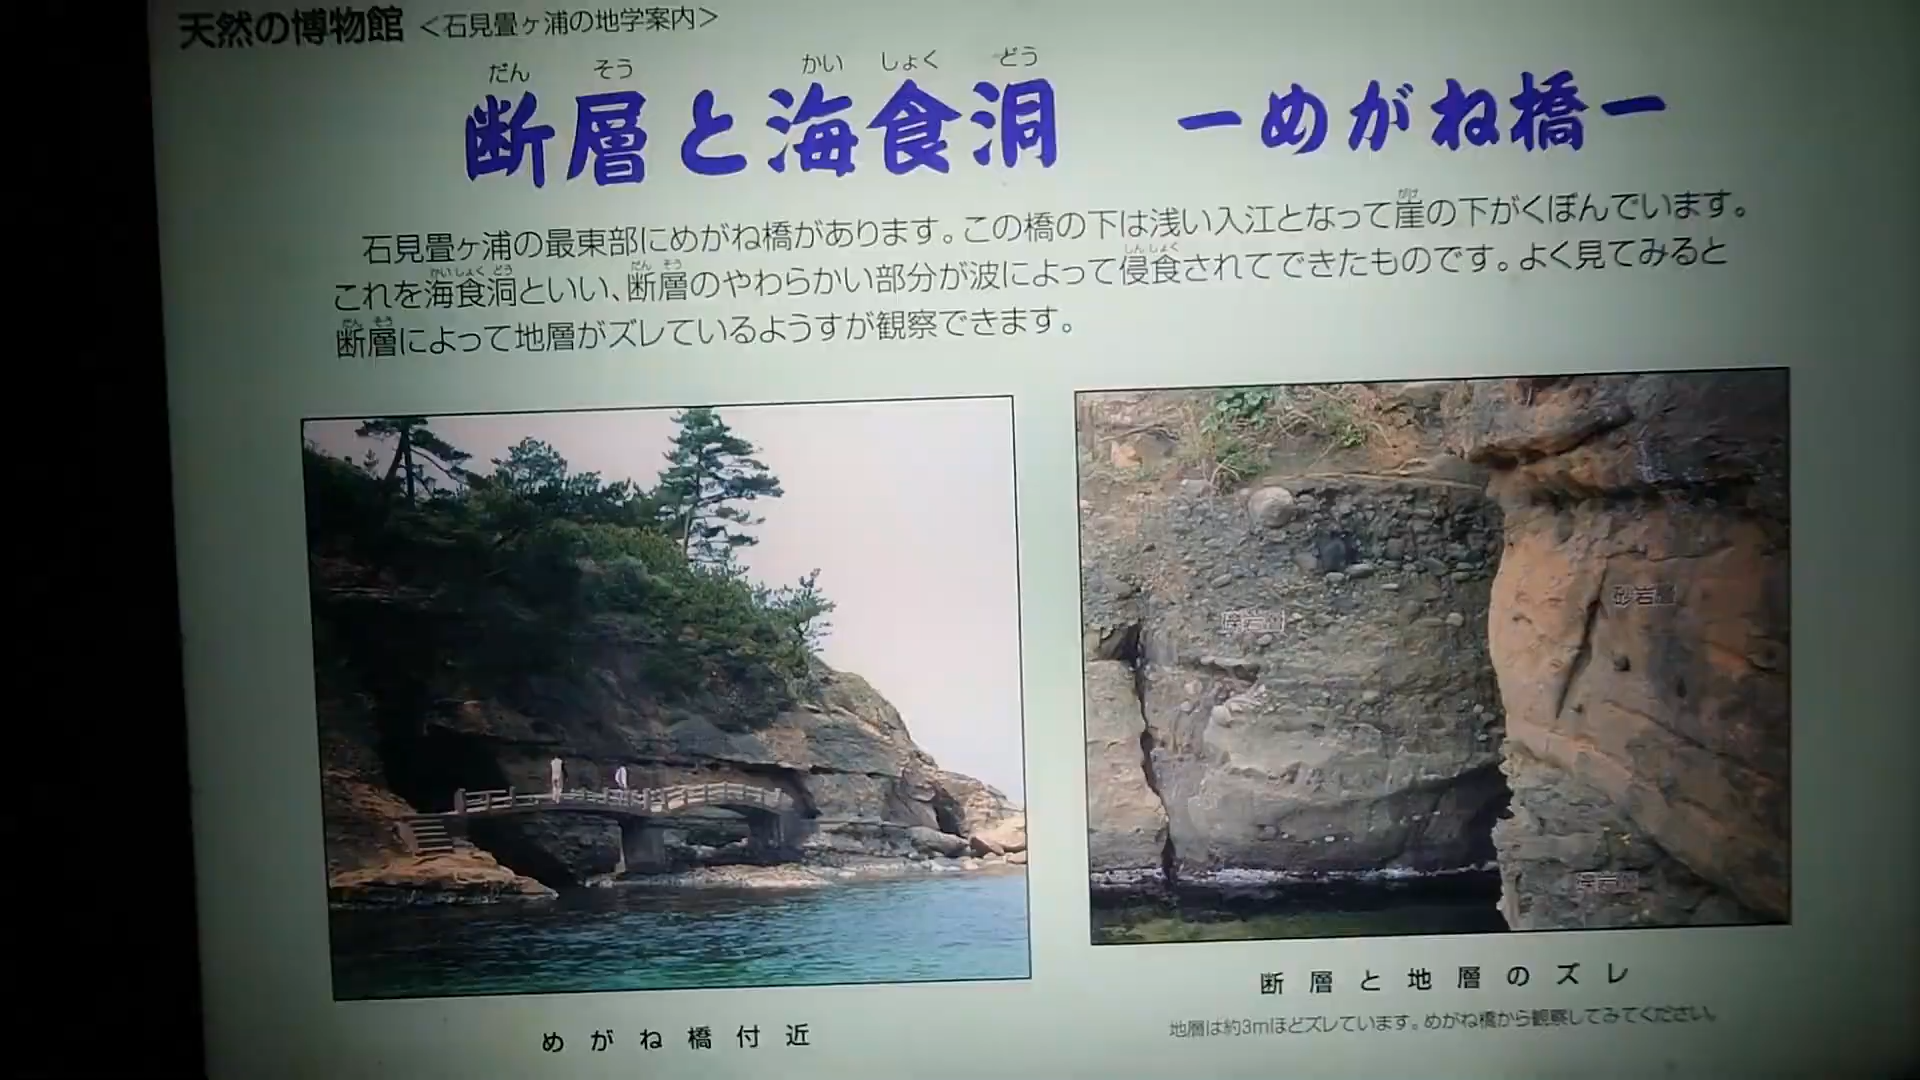 天然の博物館 <石見畳ヶ浦の地学案内>
だん そう かい しょく どう
断層と海食洞 ーめがね橋ー
石見畳ヶ浦の最東部にめがね橋があります。この橋の下は浅い入江となって崖の下がくぼんでいます。
これを海食洞といい、断層のやわらかい部分が波によって侵食されてできたものです。よく見てみると
断層によって地層がズレているようすが観察できます。
礫岩層
砂岩層
礫岩層
めがね橋付近
断層と地層のズレ
地層は約3mほどズレています。めがね橋から観察してみてください。